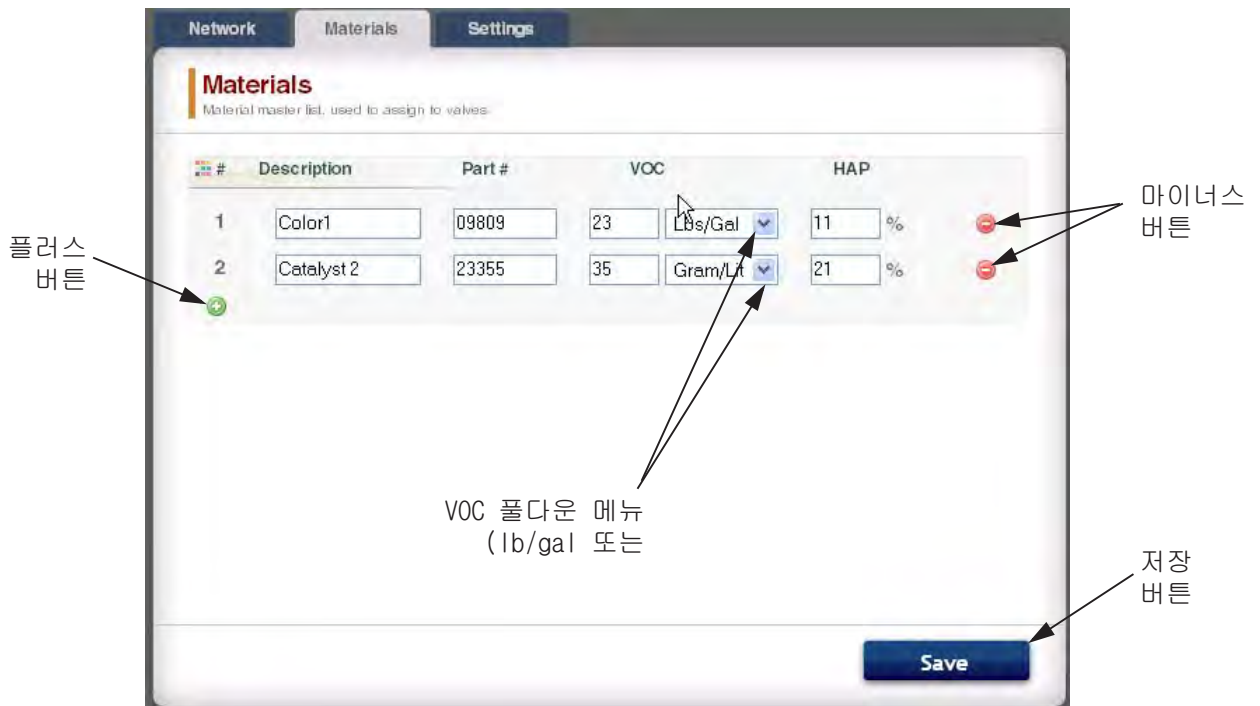 Network Materials Settings
Materials
Material master list, used to assign to valves.
# Description Part # VOC HAP
1 Color1 09809 23 Lbs/Gal 11 %
2 Catalyst 2 23355 35 Gram/Lit 21 %
마이너스
버튼
플러스
버튼
VOC 풀다운 메뉴
(lb/gal 또는
저장
버튼
Save